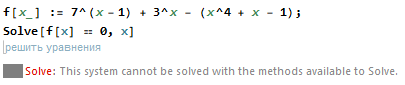 f[x_] := 7^(x - 1) + 3^x - (x^4 + x - 1);
Solve[f[x] == 0, x]
решить уравнения
Solve: This system cannot be solved with the methods available to Solve.